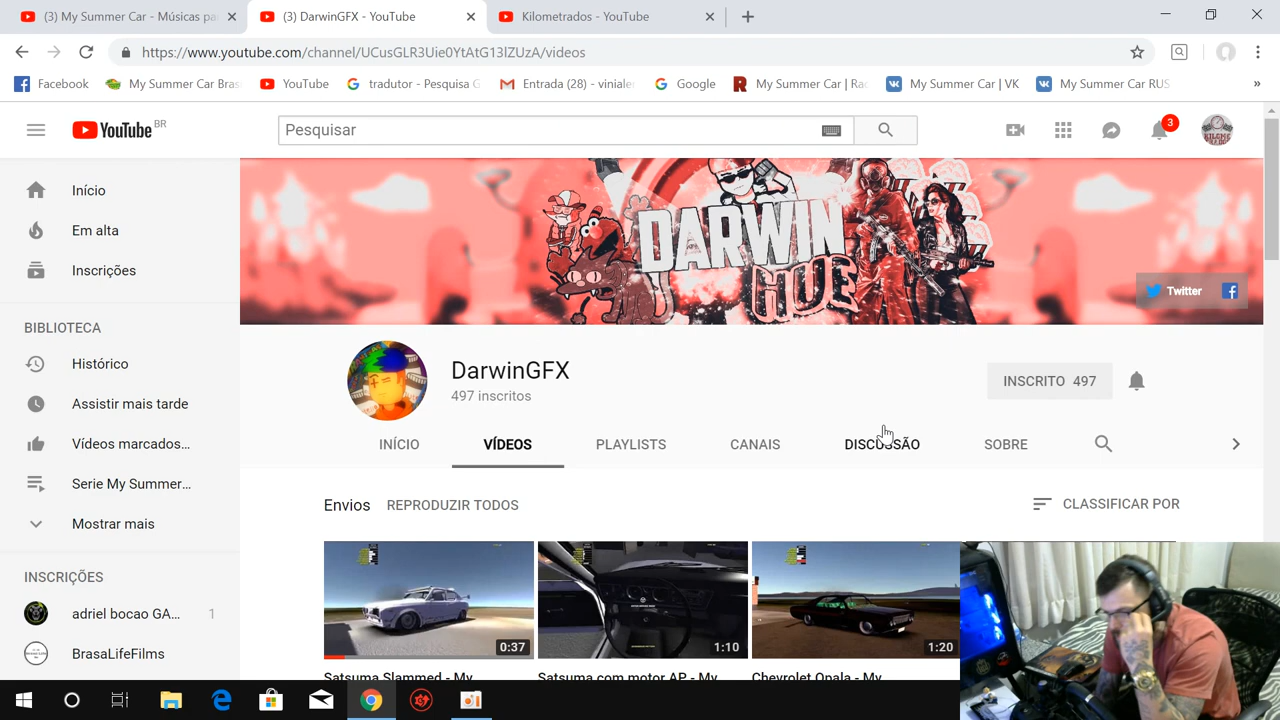 (3) My Summer Car - Músicas pa
(3) DarwinGFX - YouTube
Kilometrados - YouTube
https://www.youtube.com/channel/UCusGLR3Uie0YtAtG13lZUzA/videos
Facebook
My Summer Car Bras
YouTube
tradutor - Pesquisa G
Entrada (28) - vinialer
Google
My Summer Car | Ra
My Summer Car | VK
My Summer Car RUS
»
YouTube BR
Pesquisar
3
Início
Em alta
Inscrições
BIBLIOTECA
Histórico
Assistir mais tarde
Vídeos marcados...
Serie My Summer...
Mostrar mais
INSCRIÇÕES
adriel bocao GA... 1
BrasaLifeFilms
DARWIN
HUE
Twitter
DarwinGFX
497 inscritos
INSCRITO 497
INÍCIO
VÍDEOS
PLAYLISTS
CANAIS
DISCUSSÃO
SOBRE
Envios
REPRODUZIR TODOS
CLASSIFICAR POR
0:37
1:10
1:20
Satsuma Slammed - My
Satsuma com motor AP - My
Chevrolet Opala - My